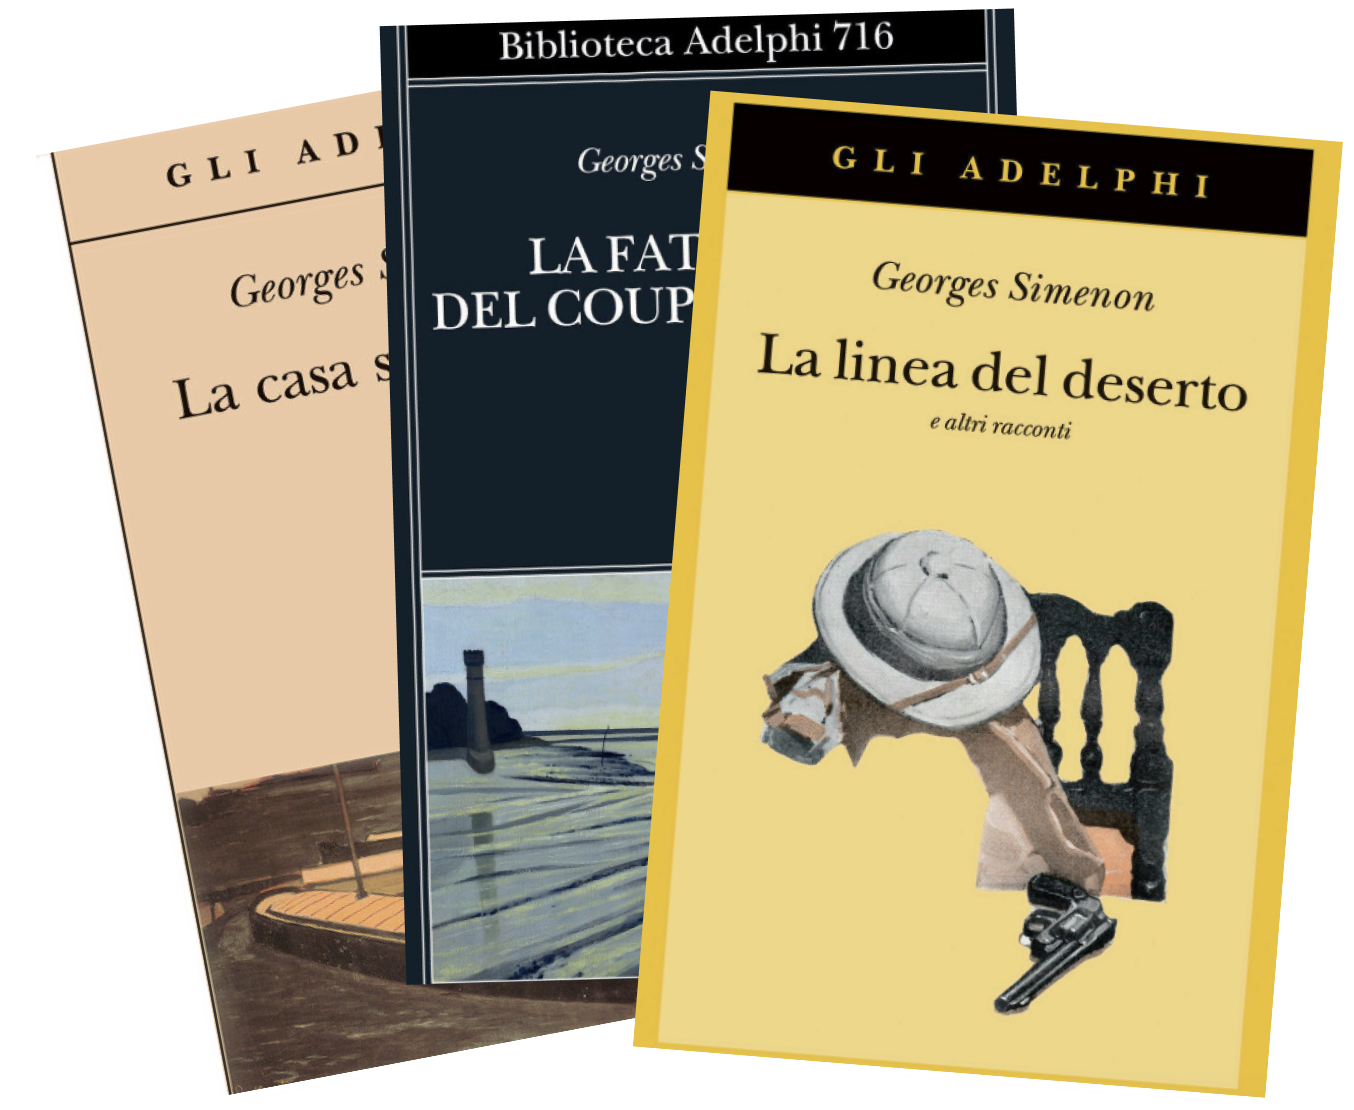 GLI AD
Georges
La casa
Biblioteca Adelphi 716
Georges S
LA FAT
DEL COUP
GLI ADELPHI
Georges Simenon
La linea del deserto
e altri racconti